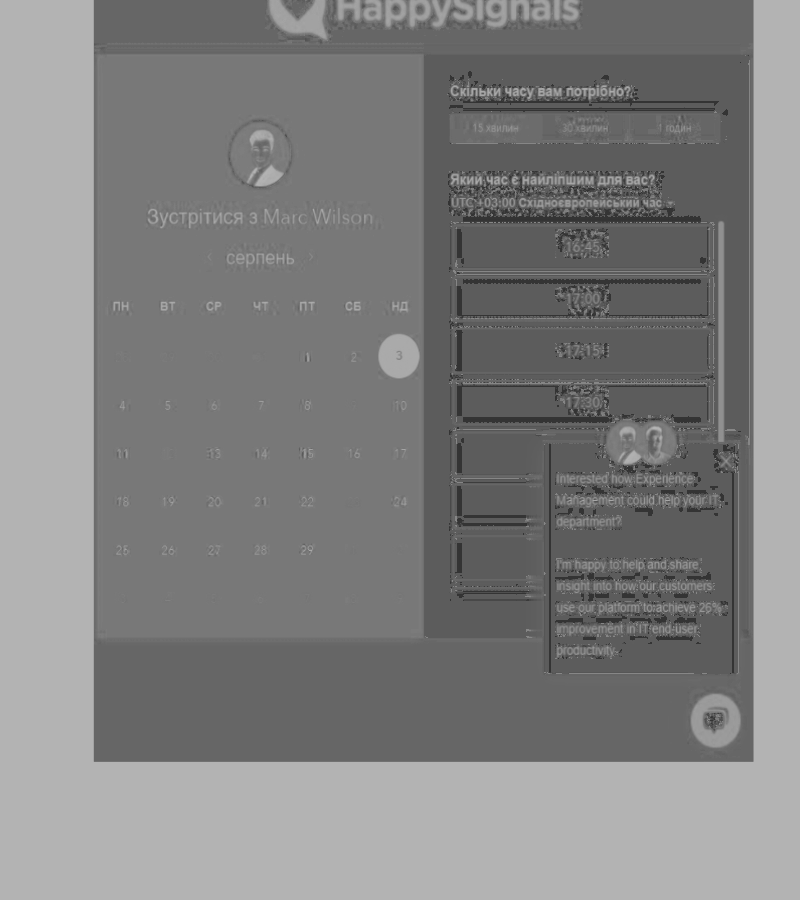 HappySignals
Зустрітися з Marc Wilson
серпень
ПН ВТ СР ЧТ ПТ СБ НД
1 2 3
4 5 6 7 8 10
11 13 14 15 16 17
18 19 20 21 22 24
25 26 27 28 29
Скільки часу вам потрібно?
15 хвилин 30 хвилин 1 годин
Який час є найліпшим для вас?
UTC +03:00 Східноєвропейський час
16:45
17:00
17:15
17:30
Interested how Experience
Management could help your IT
department?
I'm happy to help and share
insight into how our customers
use our platform to achieve 26%
improvement in IT end-user
productivity.